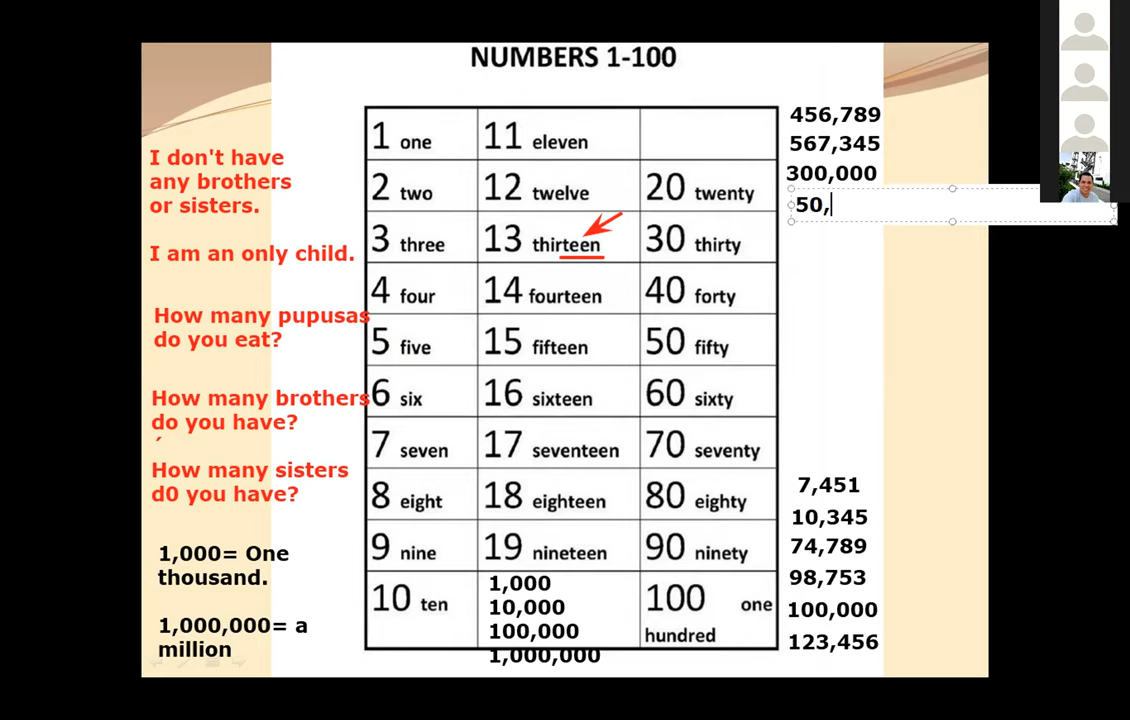 NUMBERS 1-100
I don't have
any brothers
or sisters.
I am an only child.
How many pupusas
do you eat?
How many brothers
do you have?
´
How many sisters
d0 you have?
1,000= One
thousand.
1,000,000= a
million
1 one 11 eleven
2 two 12 twelve 20 twenty
3 three 13 thirteen 30 thirty
4 four 14 fourteen 40 forty
5 five 15 fifteen 50 fifty
6 six 16 sixteen 60 sixty
7 seven 17 seventeen 70 seventy
8 eight 18 eighteen 80 eighty
9 nine 19 nineteen 90 ninety
10 ten 100 one
hundred
1,000
10,000
100,000
1,000,000
456,789
567,345
300,000
50,
7,451
10,345
74,789
98,753
100,000
123,456